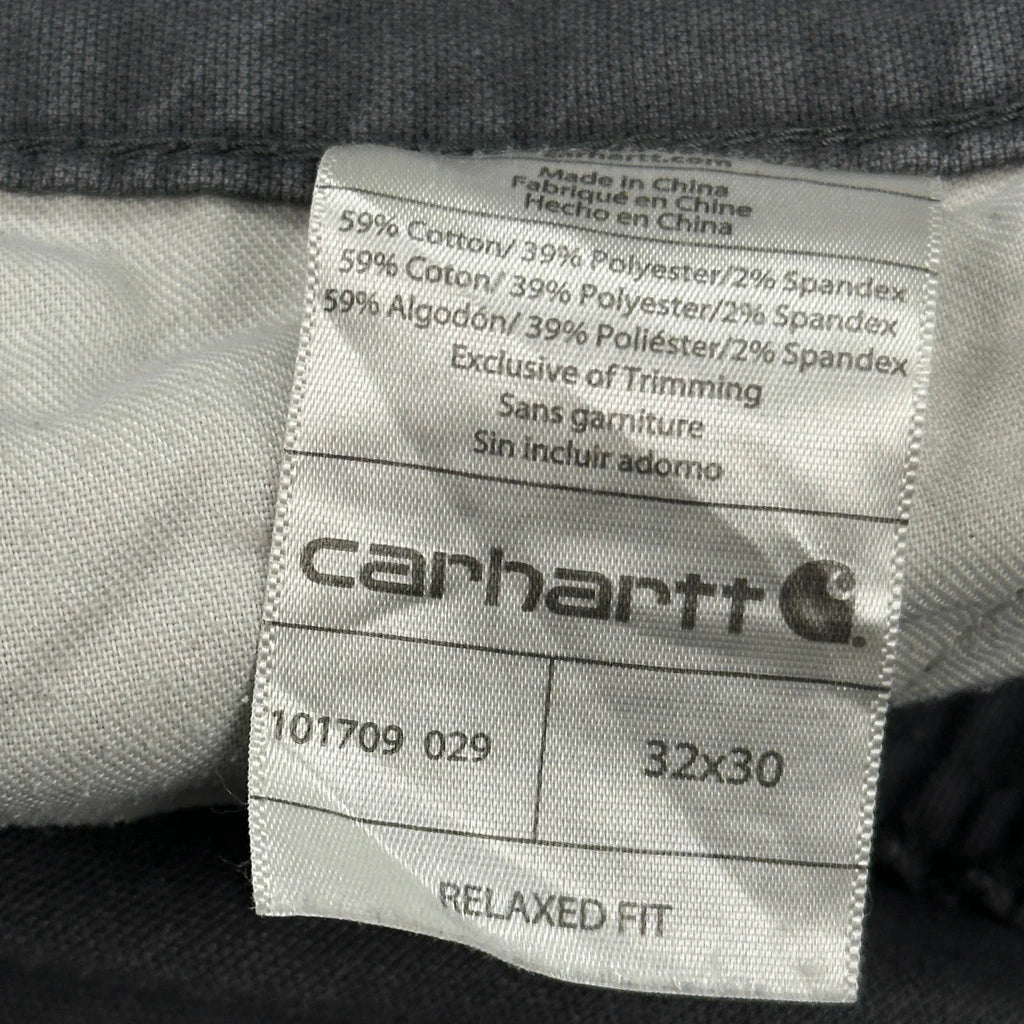 carhartt.com
Made in China
Fabriqué en Chine
Hecho en China
59% Cotton/ 39% Polyester/2% Spandex
59% Coton/ 39% Polyester/2% Spandex
59% Algodón/ 39% Poliéster/2% Spandex
Exclusive of Trimming
Sans garniture
Sin incluir adorno
carhartt
101709 029
32x30
RELAXED FIT